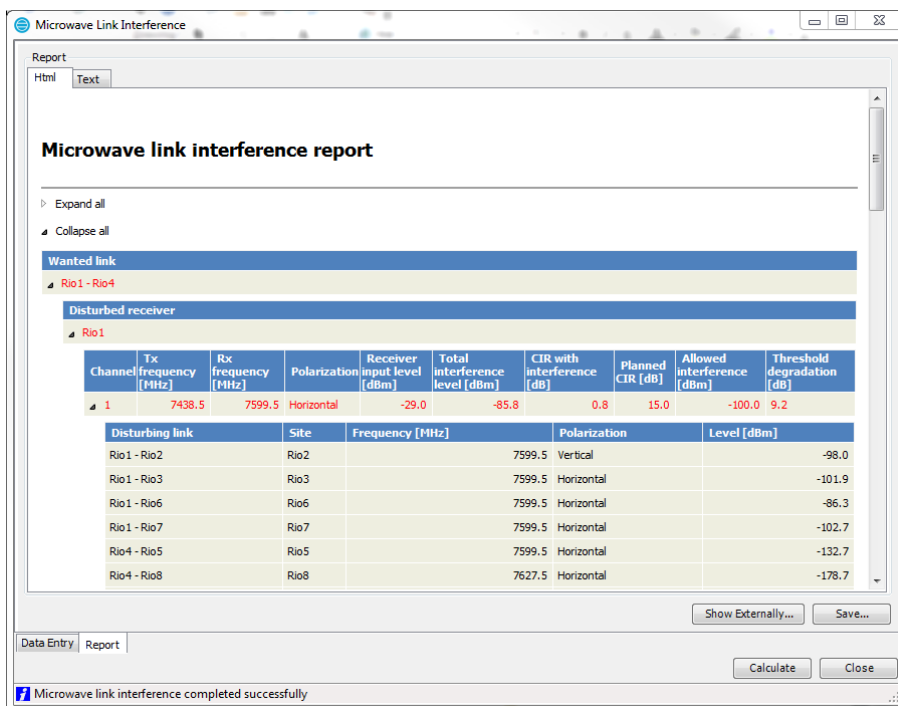 Microwave Link Interference
Report
Html Text
Microwave link interference report
Expand all
Collapse all
Wanted link
Rio1 - Rio4
Disturbed receiver
Rio1
Channel Tx frequency [MHz] Rx frequency [MHz] Polarization Receiver input level [dBm] Total interference level [dBm] CIR with interference [dB] Planned CIR [dB] Allowed interference [dBm] Threshold degradation [dB]
1 7438.5 7599.5 Horizontal -29.0 -85.8 0.8 15.0 -100.0 9.2
Disturbing link Site Frequency [MHz] Polarization Level [dBm]
Rio1 - Rio2 Rio2 7599.5 Vertical -98.0
Rio1 - Rio3 Rio3 7599.5 Horizontal -101.9
Rio1 - Rio6 Rio6 7599.5 Horizontal -86.3
Rio1 - Rio7 Rio7 7599.5 Horizontal -102.7
Rio4 - Rio5 Rio5 7599.5 Horizontal -132.7
Rio4 - Rio8 Rio8 7627.5 Horizontal -178.7
Show Externally... Save...
Data Entry Report
Calculate Close
Microwave link interference completed successfully